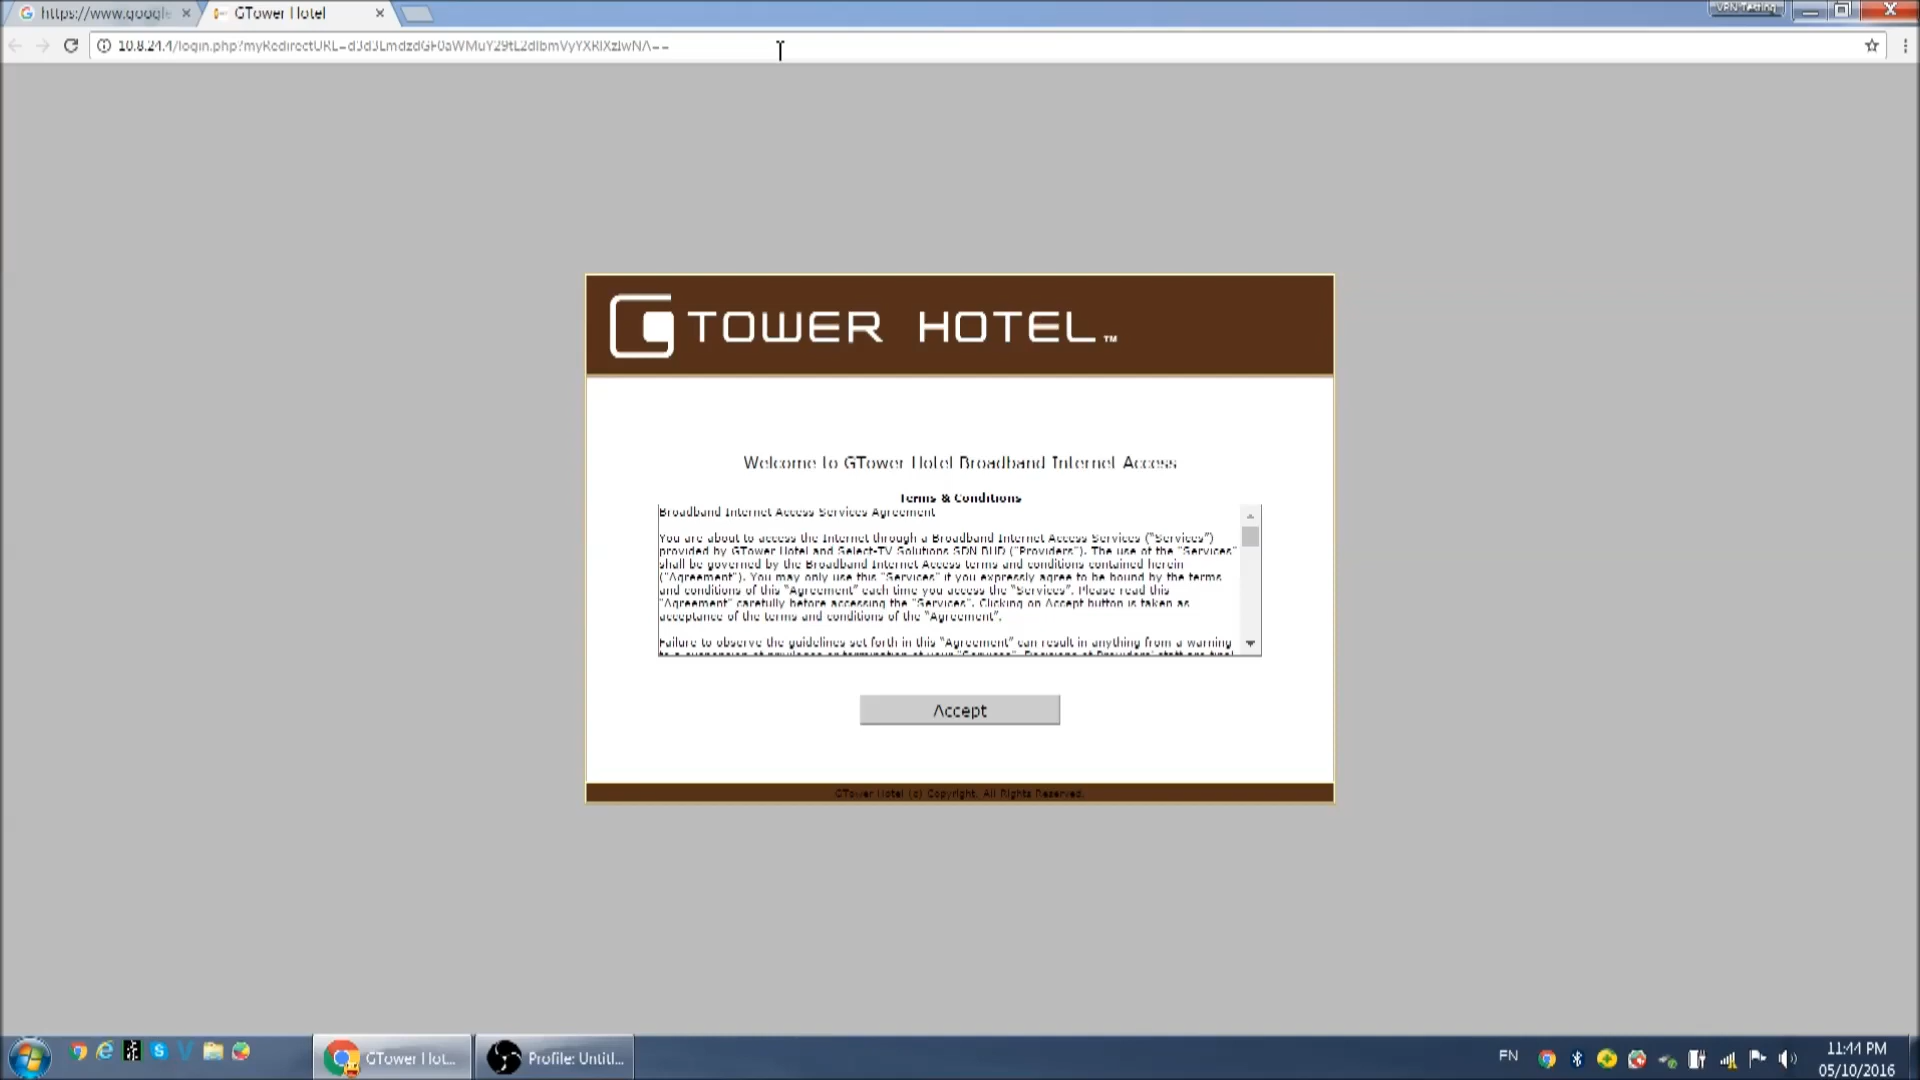 https://www.googl
GTower Hotel
VPN Testing
10.8.24.4/login.php?myRedirectURL=
TOWER HOTEL™
Welcome to GTower Hotel Broadband Internet Access
Terms & Conditions
Broadband Internet Access Services Agreement
You are about to access the Internet through a Broadband Internet Access Services ("Services")
provided by GTower Hotel and Select-TV Solutions SDN BHD ("Providers"). The use of the "Services"
shall be governed by the Broadband Internet Access terms and conditions contained herein
("Agreement"). You may only use this "Services" if you expressly agree to be bound by the terms
and conditions of this "Agreement" each time you access the "Services". Please read this
"Agreement" carefully before accessing the "Services". Clicking on Accept button is taken as
acceptance of the terms and conditions of the "Agreement".
Failure to observe the guidelines set forth in this "Agreement" can result in anything from a warning
Accept
GTower Hotel (c) Copyright. All Rights Reserved.
GTower Hot...
Profile: Untitl...
EN
11:44 PM
05/10/2016